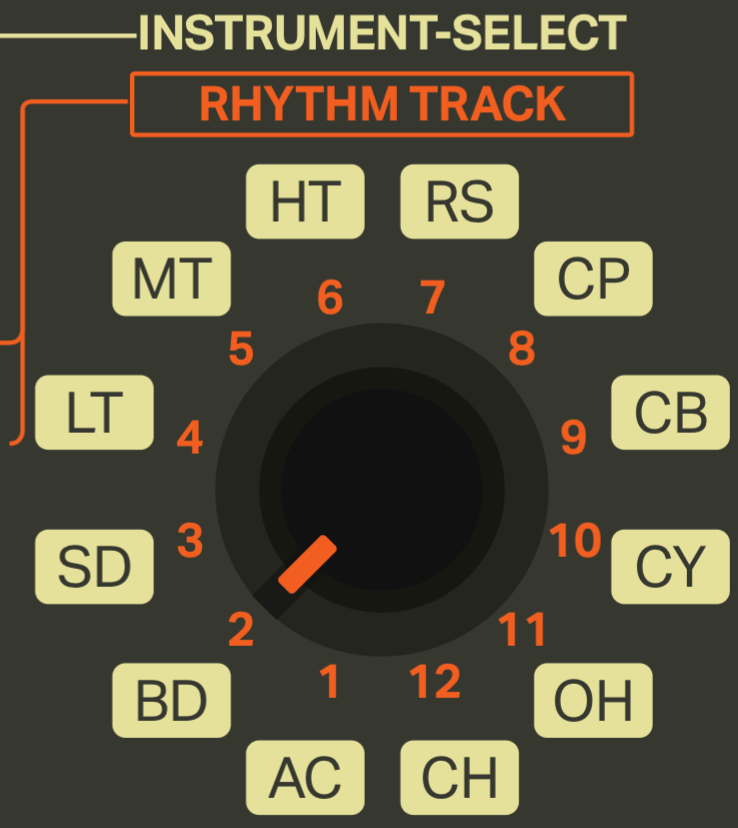 INSTRUMENT-SELECT
RHYTHM TRACK
HT RS
MT CP
6 7
5 8
LT CB
4 9
3 10
SD CY
2 11
1 12
BD OH
AC CH